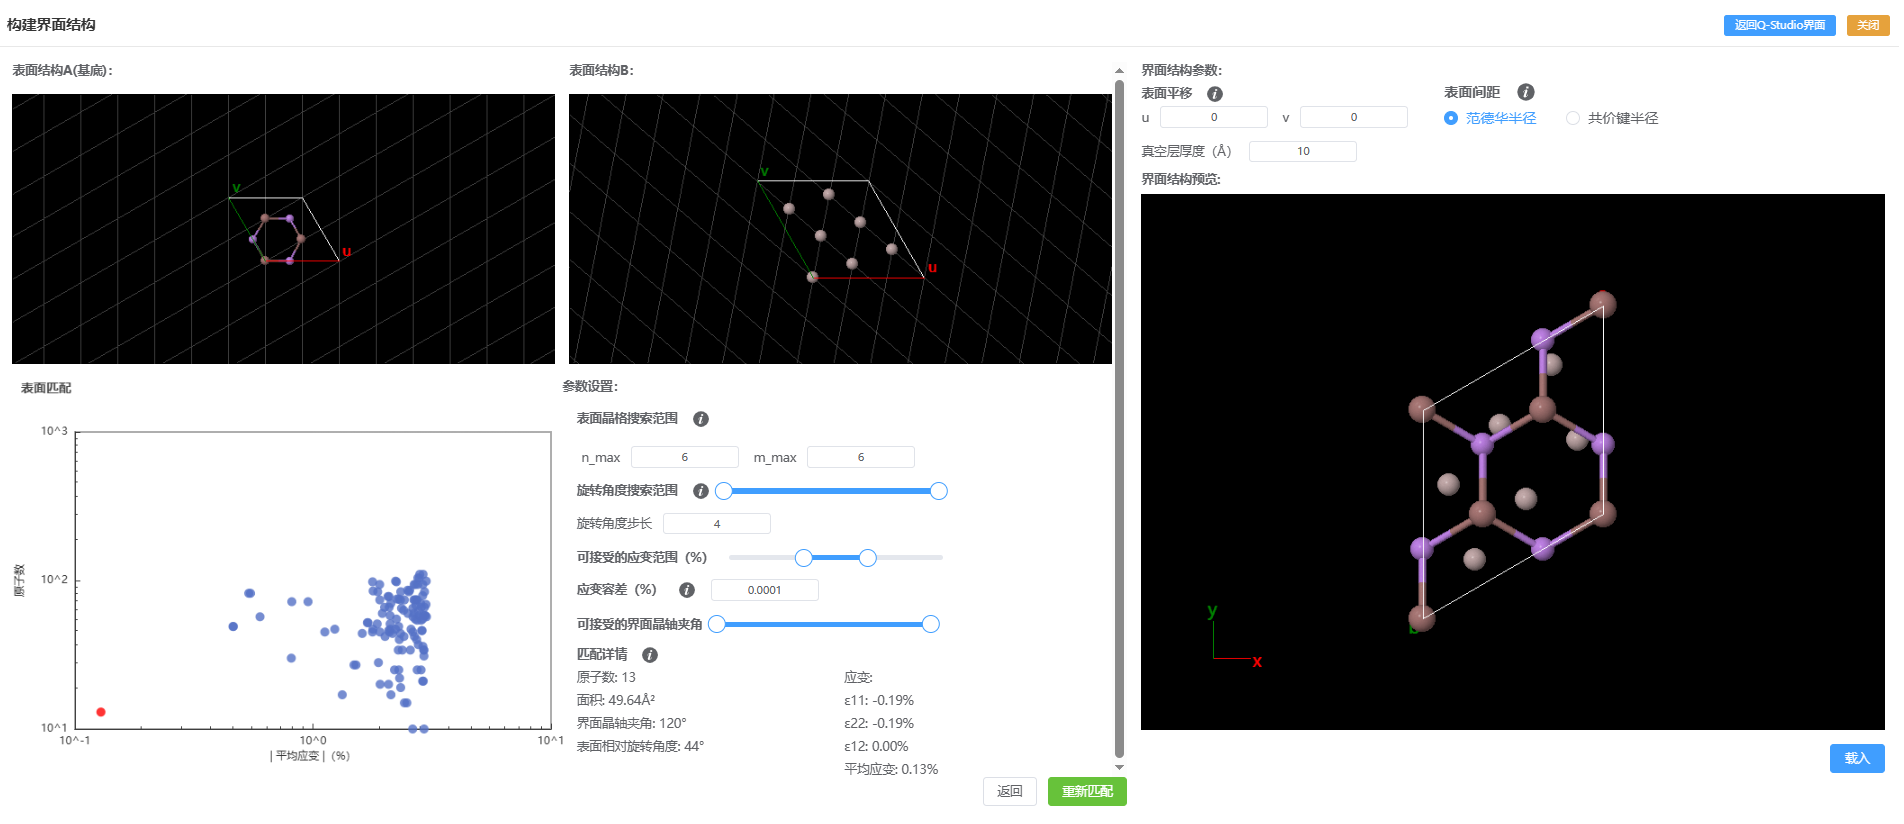 构建界面结构
返回Q-Studio界面
关闭
表面结构A(基底):
v
u
表面结构B:
v
u
表面匹配
10^3
10^2
10^1
原子数
10^-1
10^0
10^1
| 平均应变 | （%）
参数设置:
表面晶格搜索范围 i
n_max 6 m_max 6
旋转角度搜索范围 i
旋转角度步长 4
可接受的应变范围（%）
应变容差（%） i 0.0001
可接受的界面晶轴夹角
匹配详情 i
原子数: 13
面积: 49.64Å²
界面晶轴夹角: 120°
表面相对旋转角度: 44°
应变:
ε11: -0.19%
ε22: -0.19%
ε12: 0.00%
平均应变: 0.13%
返回
重新匹配
界面结构参数:
表面平移 i
u 0 v 0
表面间距 i
范德华半径 共价键半径
真空层厚度（Å） 10
界面结构预览:
y
x
载入